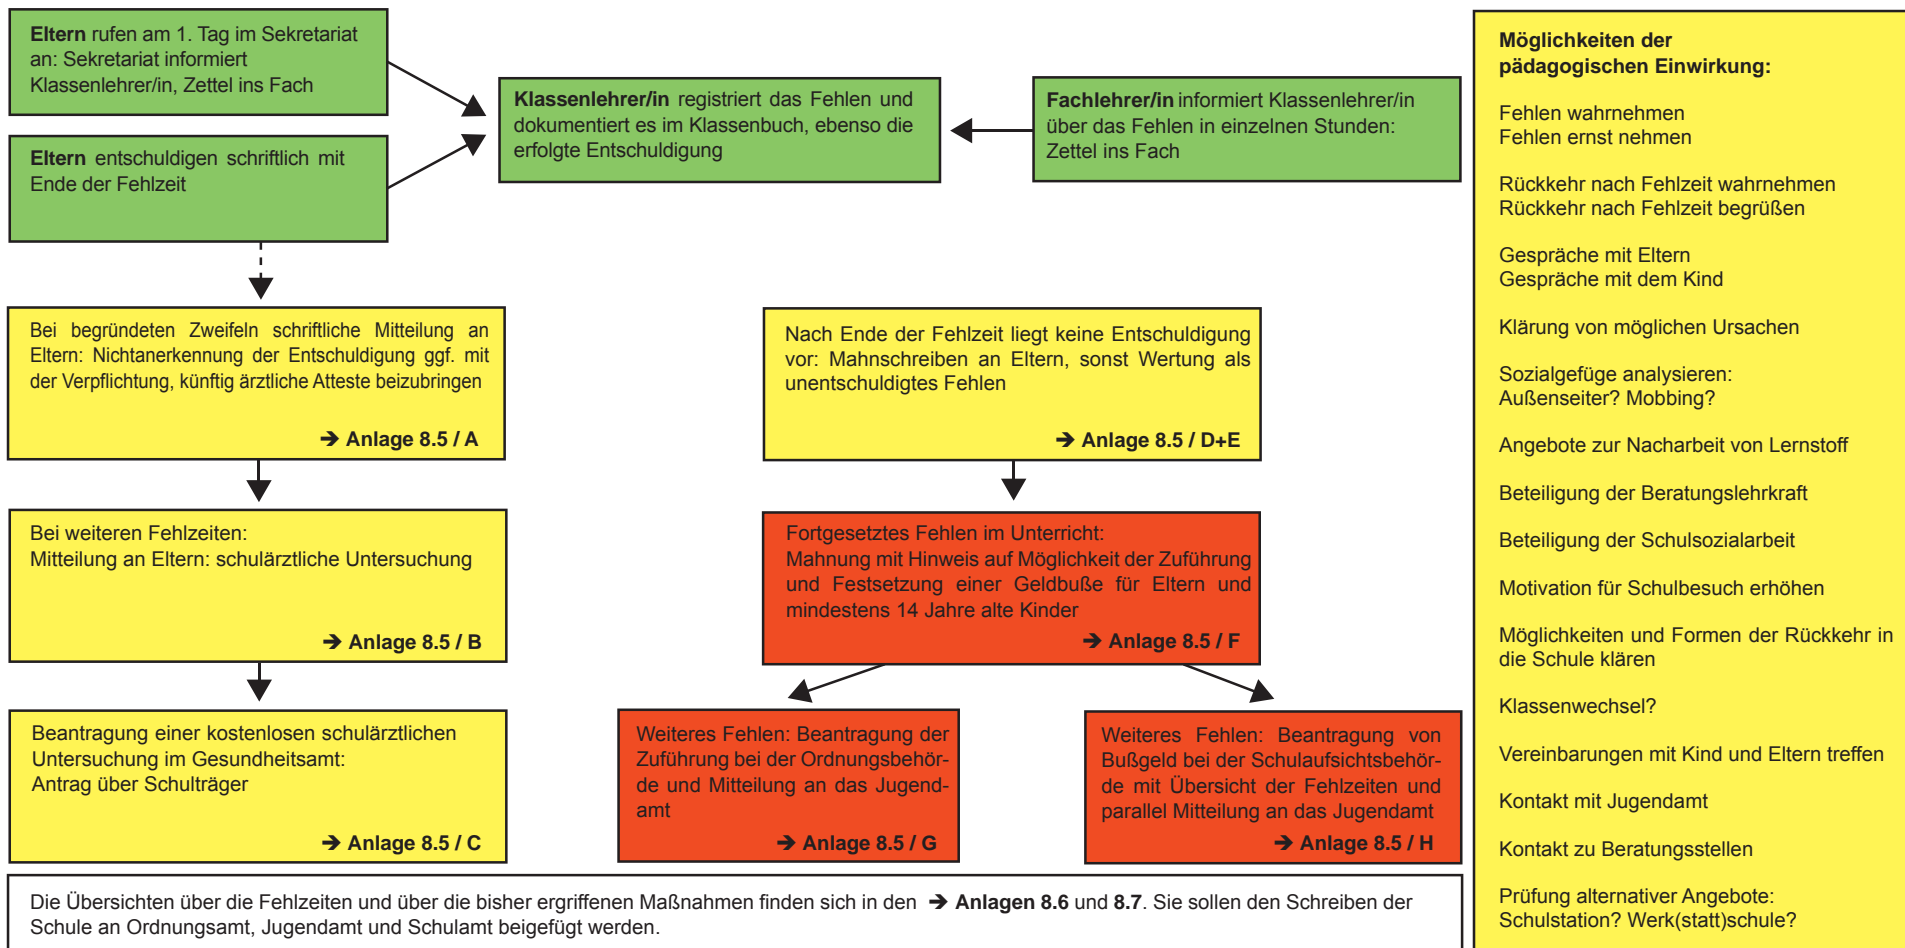 Eltern rufen am 1. Tag im Sekretariat
an: Sekretariat informiert
Klassenlehrer/in, Zettel ins Fach
Eltern entschuldigen schriftlich mit
Ende der Fehlzeit
Klassenlehrer/in registriert das Fehlen und
dokumentiert es im Klassenbuch, ebenso die
erfolgte Entschuldigung
Fachlehrer/in informiert Klassenlehrer/in
über das Fehlen in einzelnen Stunden:
Zettel ins Fach
Bei begründeten Zweifeln schriftliche Mitteilung an
Eltern: Nichtanerkennung der Entschuldigung ggf. mit
der Verpflichtung, künftig ärztliche Atteste beizubringen
➔ Anlage 8.5 / A
Bei weiteren Fehlzeiten:
Mitteilung an Eltern: schulärztliche Untersuchung
➔ Anlage 8.5 / B
Beantragung einer kostenlosen schulärztlichen
Untersuchung im Gesundheitsamt:
Antrag über Schulträger
➔ Anlage 8.5 / C
Nach Ende der Fehlzeit liegt keine Entschuldigung
vor: Mahnschreiben an Eltern, sonst Wertung als
unentschuldigtes Fehlen
➔ Anlage 8.5 / D+E
Fortgesetztes Fehlen im Unterricht:
Mahnung mit Hinweis auf Möglichkeit der Zuführung
und Festsetzung einer Geldbuße für Eltern und
mindestens 14 Jahre alte Kinder
➔ Anlage 8.5 / F
Weiteres Fehlen: Beantragung der
Zuführung bei der Ordnungsbehör-
de und Mitteilung an das Jugend-
amt
➔ Anlage 8.5 / G
Weiteres Fehlen: Beantragung von
Bußgeld bei der Schulaufsichtsbehör-
de mit Übersicht der Fehlzeiten und
parallel Mitteilung an das Jugendamt
➔ Anlage 8.5 / H
Die Übersichten über die Fehlzeiten und über die bisher ergriffenen Maßnahmen finden sich in den ➔ Anlagen 8.6 und 8.7. Sie sollen den Schreiben der
Schule an Ordnungsamt, Jugendamt und Schulamt beigefügt werden.
Möglichkeiten der
pädagogischen Einwirkung:
Fehlen wahrnehmen
Fehlen ernst nehmen
Rückkehr nach Fehlzeit wahrnehmen
Rückkehr nach Fehlzeit begrüßen
Gespräche mit Eltern
Gespräche mit dem Kind
Klärung von möglichen Ursachen
Sozialgefüge analysieren:
Außenseiter? Mobbing?
Angebote zur Nacharbeit von Lernstoff
Beteiligung der Beratungslehrkraft
Beteiligung der Schulsozialarbeit
Motivation für Schulbesuch erhöhen
Möglichkeiten und Formen der Rückkehr in
die Schule klären
Klassenwechsel?
Vereinbarungen mit Kind und Eltern treffen
Kontakt mit Jugendamt
Kontakt zu Beratungsstellen
Prüfung alternativer Angebote:
Schulstation? Werk(statt)schule?